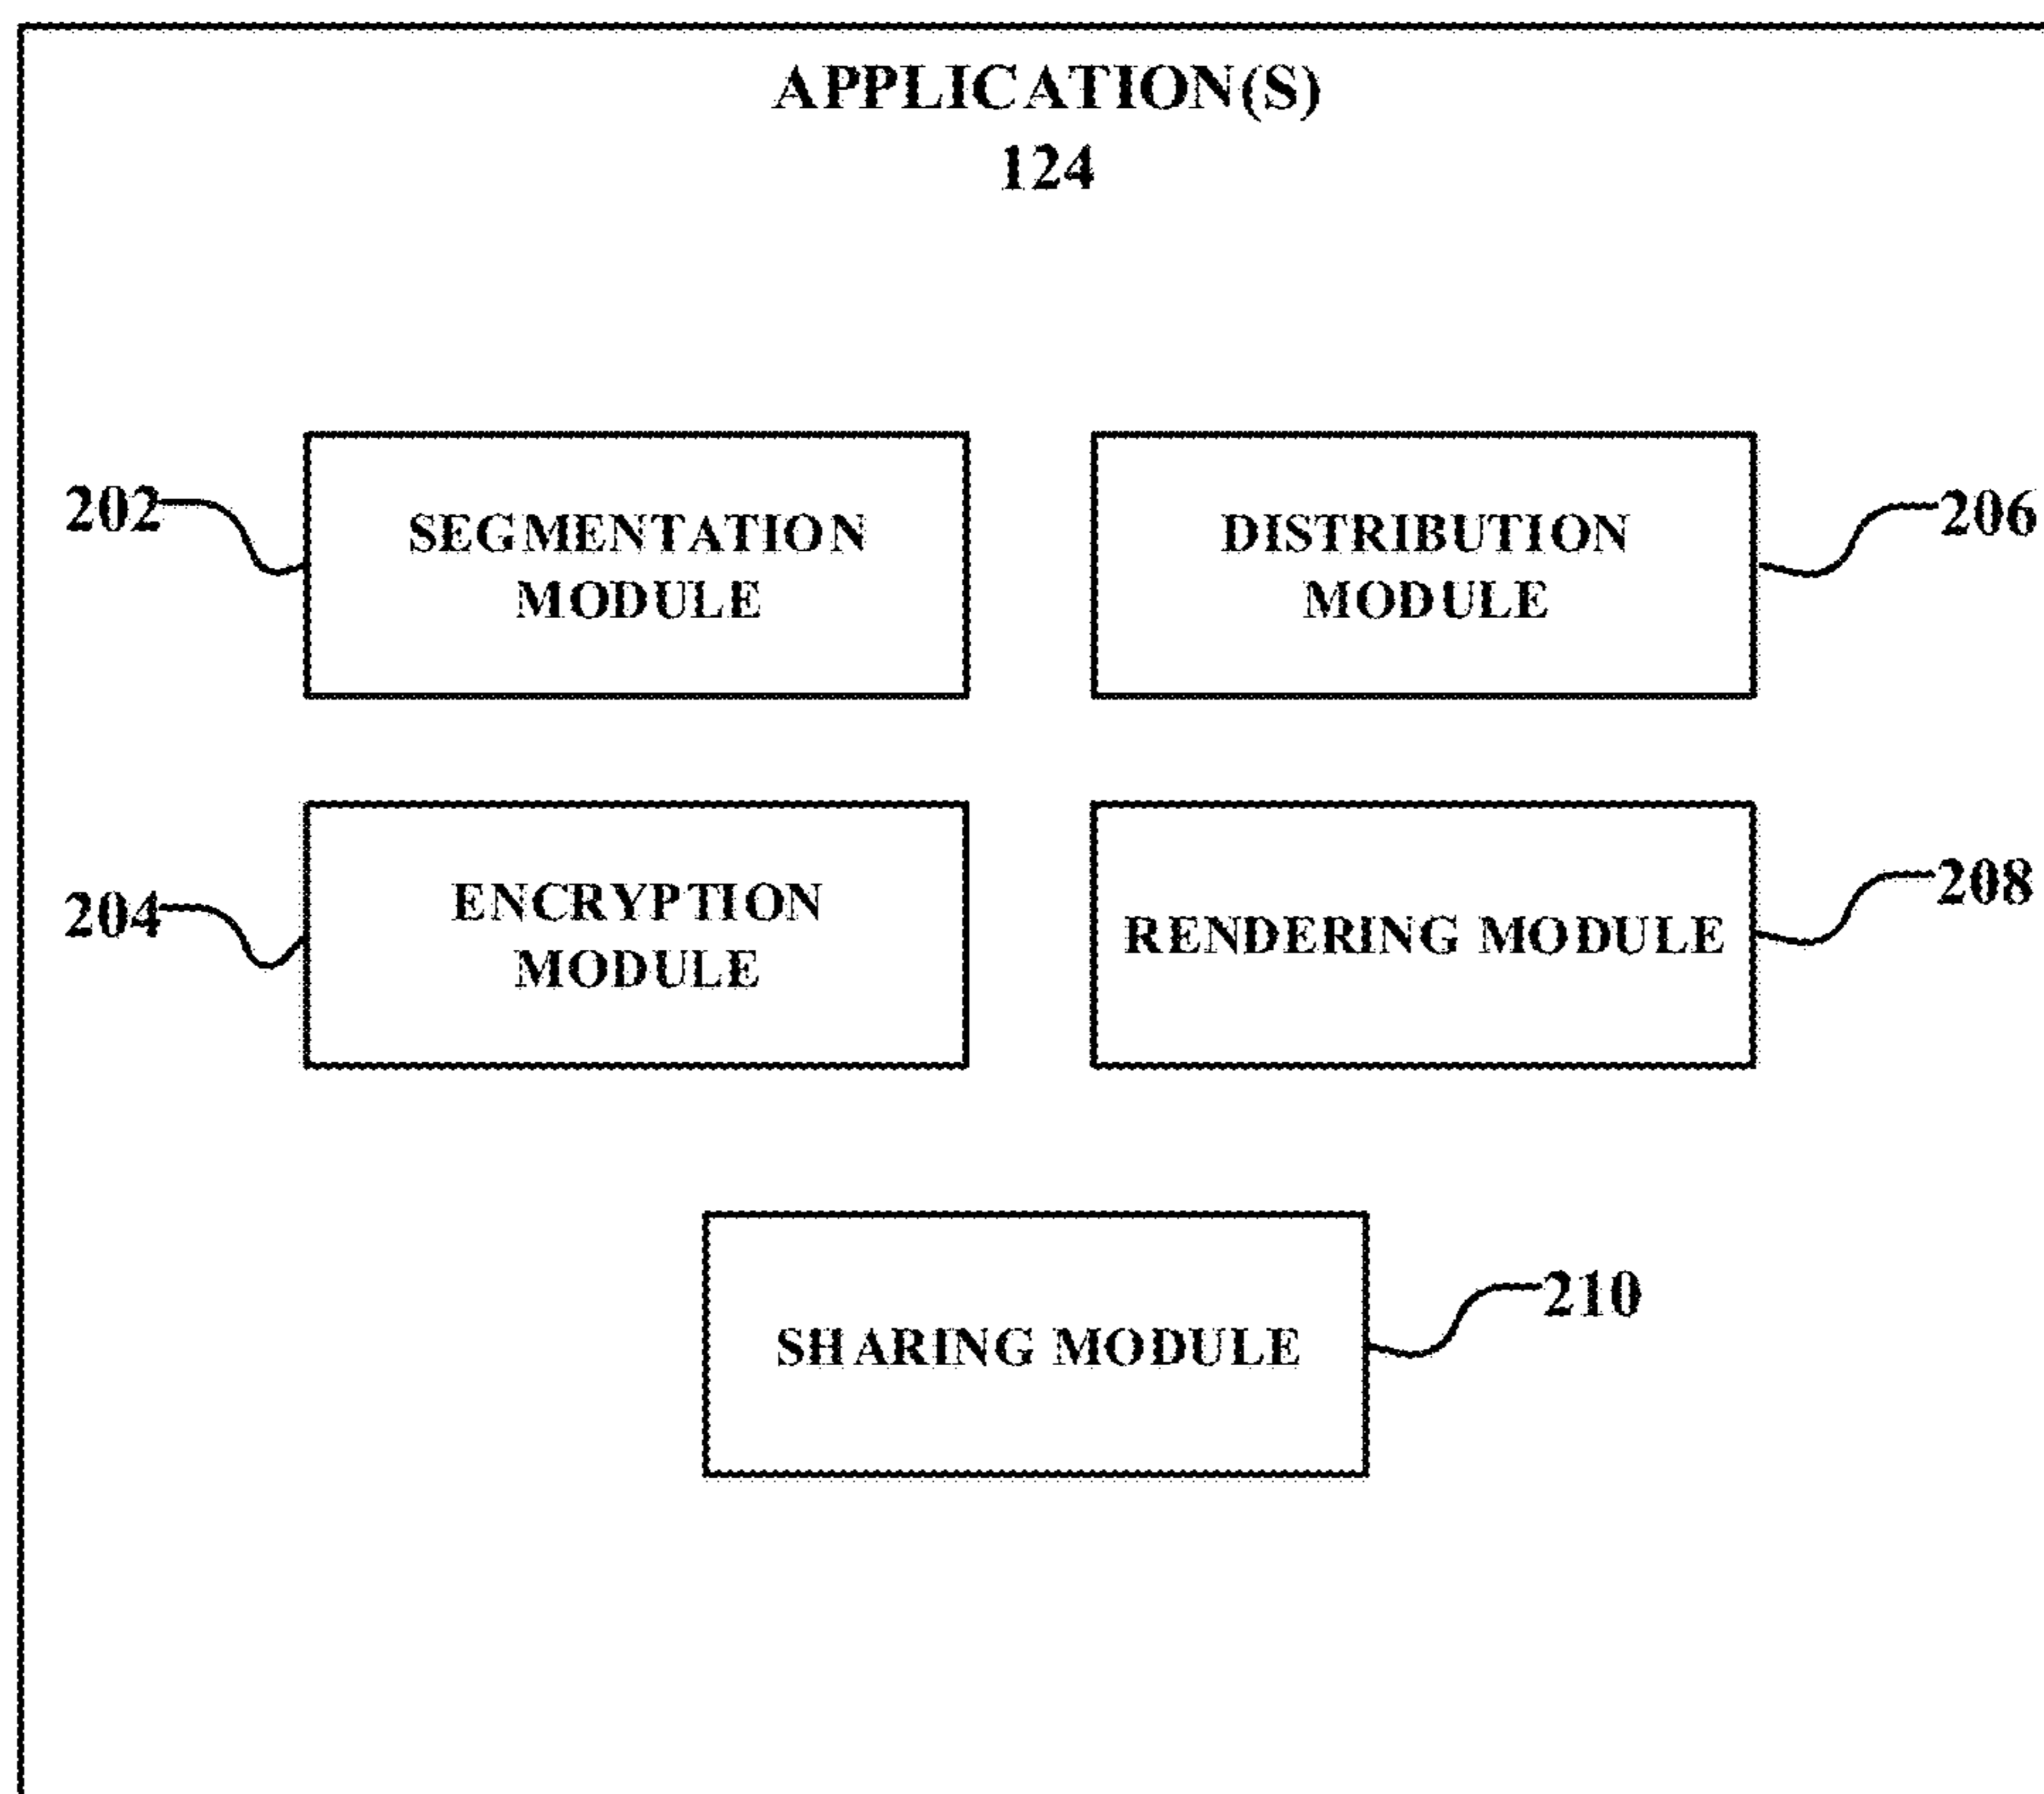 APPLICATION(S)
124
202
SEGMENTATION
MODULE
DISTRIBUTION
MODULE
206
204
ENCRYPTION
MODULE
RENDERING MODULE
208
SHARING MODULE
210